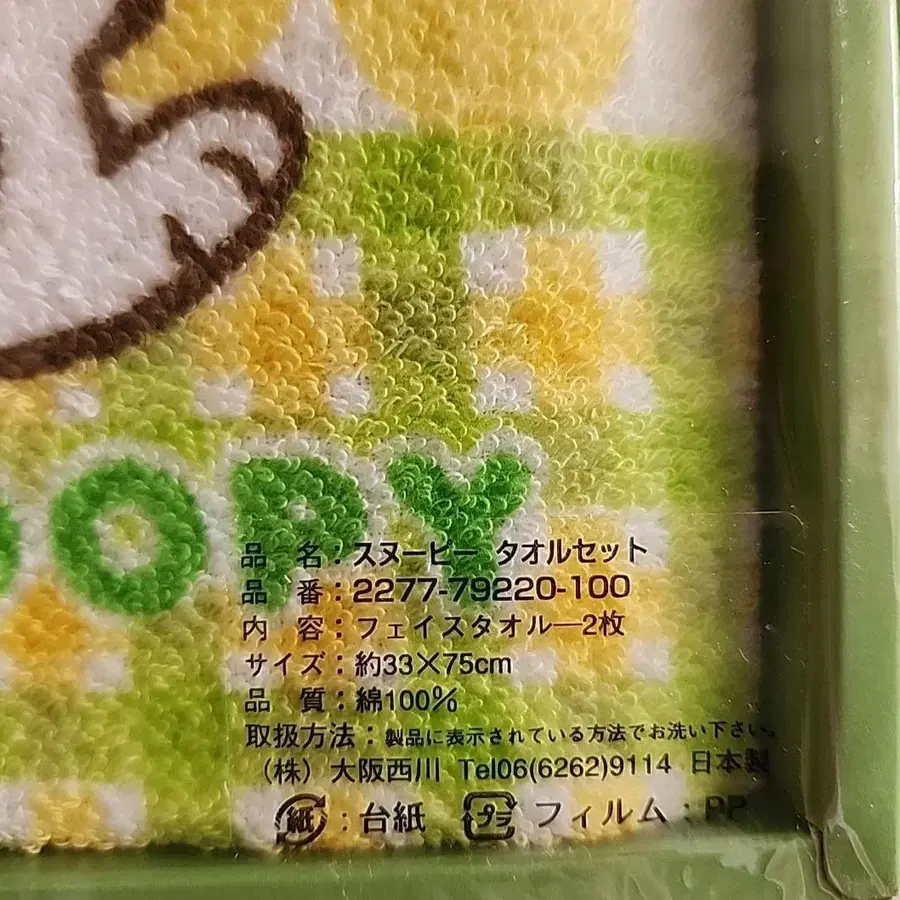 OOPY
品 名：スヌーピー タオルセット
品 番：2277-79220-100
内 容：フェイスタオル―2枚
サイズ：約33×75cm
品 質：綿100%
取扱方法：製品に表示されている方法でお洗い下さい。
（株）大阪西川 Tel06(6262)9114 日本製
紙：台紙 プラ フィルム：PP